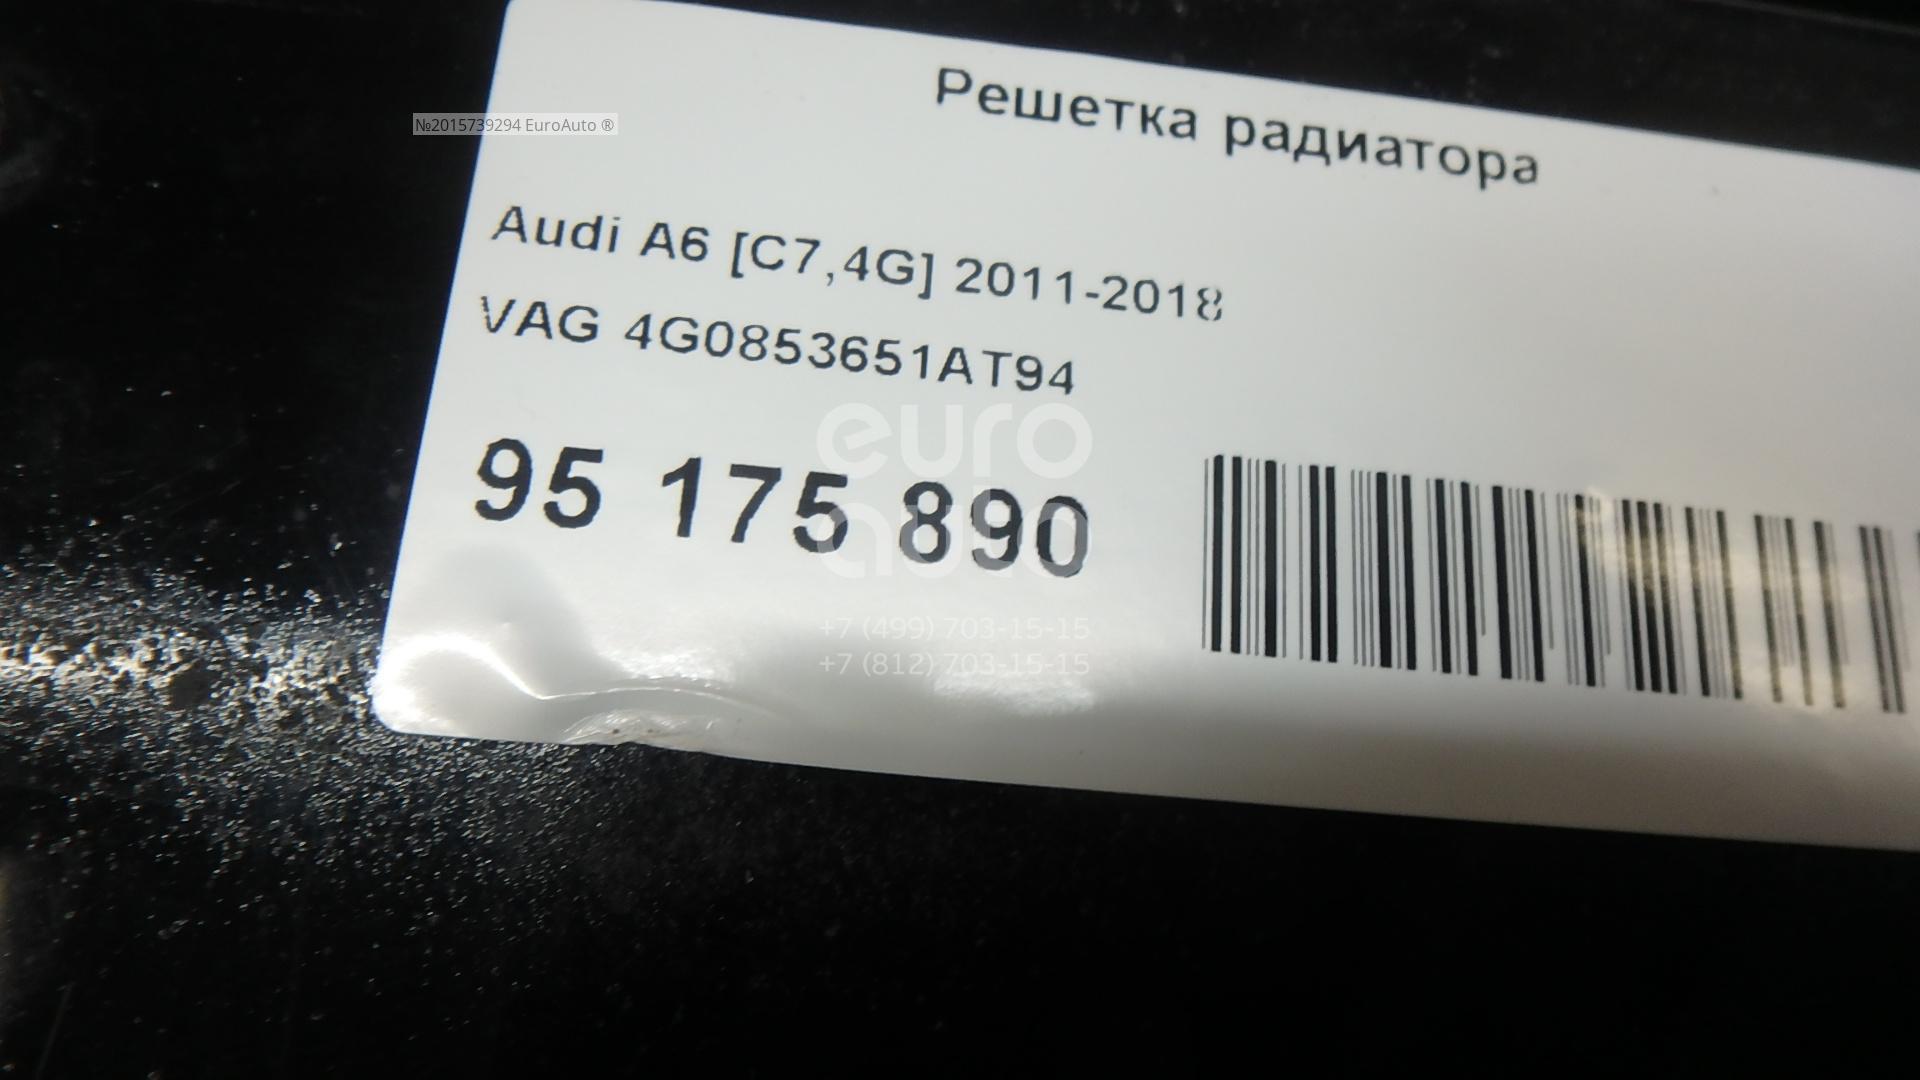 Решетка радиатора
№2015739294 EuroAuto ®
Audi A6 [C7,4G] 2011-2018
VAG 4G0853651AT94
euro
auto
95 175 890
+7 (499) 703-15-15
+7 (812) 703-15-15